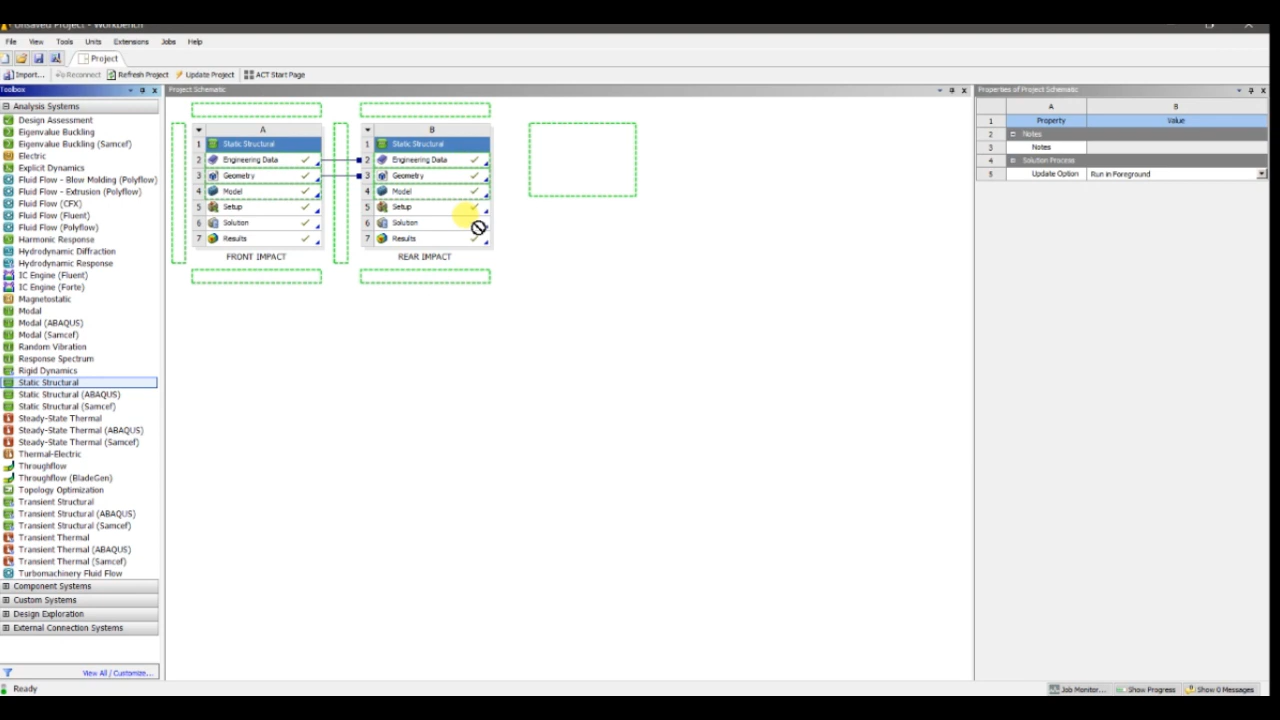 Unsaved Project - Workbench
File View Tools Units Extensions Jobs Help
Project
Import... Reconnect Refresh Project Update Project ACT Start Page
Toolbox
Analysis Systems
Design Assessment
Eigenvalue Buckling
Eigenvalue Buckling (Samcef)
Electric
Explicit Dynamics
Fluid Flow - Blow Molding (Polyflow)
Fluid Flow - Extrusion (Polyflow)
Fluid Flow (CFX)
Fluid Flow (Fluent)
Fluid Flow (Polyflow)
Harmonic Response
Hydrodynamic Diffraction
Hydrodynamic Response
IC Engine (Fluent)
IC Engine (Forte)
Magnetostatic
Modal
Modal (ABAQUS)
Modal (Samcef)
Random Vibration
Response Spectrum
Rigid Dynamics
Static Structural
Static Structural (ABAQUS)
Static Structural (Samcef)
Steady-State Thermal
Steady-State Thermal (ABAQUS)
Steady-State Thermal (Samcef)
Thermal-Electric
Throughflow
Throughflow (BladeGen)
Topology Optimization
Transient Structural
Transient Structural (ABAQUS)
Transient Structural (Samcef)
Transient Thermal
Transient Thermal (ABAQUS)
Transient Thermal (Samcef)
Turbomachinery Fluid Flow
Component Systems
Custom Systems
Design Exploration
External Connection Systems
View All / Customize...
Project Schematic
A
1 Static Structural
2 Engineering Data
3 Geometry
4 Model
5 Setup
6 Solution
7 Results
FRONT IMPACT
B
1 Static Structural
2 Engineering Data
3 Geometry
4 Model
5 Setup
6 Solution
7 Results
REAR IMPACT
Properties of Project Schematic
A B
1 Property Value
2 Notes
3 Notes
4 Solution Process
5 Update Option Run in Foreground
Ready
Job Monitor... Show Progress Show 0 Messages